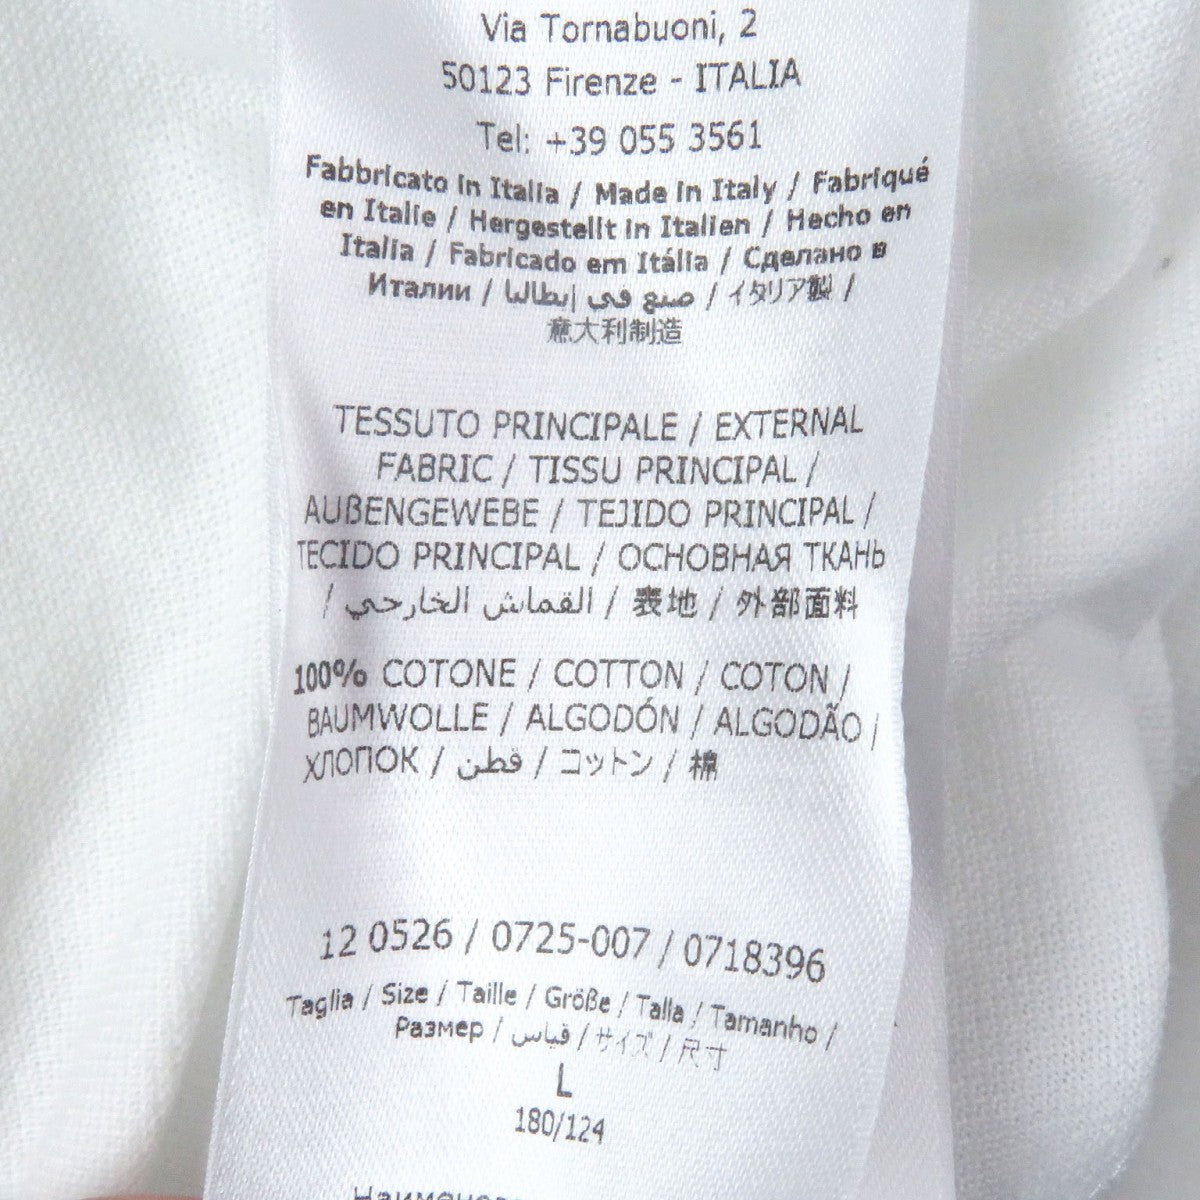 Via Tornabuoni, 2
50123 Firenze - ITALIA
Tel: +39 055 3561
Fabbricato in Italia / Made in Italy / Fabriqué
en Italie / Hergestellt in Italien / Hecho en
Italia / Fabricado em Itália / Сделано в
Италии / صنع في إيطاليا / イタリア製 /
意大利制造
TESSUTO PRINCIPALE / EXTERNAL
FABRIC / TISSU PRINCIPAL /
AUßENGEWEBE / TEJIDO PRINCIPAL /
TECIDO PRINCIPAL / ОСНОВНАЯ ТКАНЬ
/ القماش الخارجي / 表地 / 外部面料
100% COTONE / COTTON / COTON /
BAUMWOLLE / ALGODÓN / ALGODÃO /
ХЛОПОК / قطن / コットン / 棉
12 0526 / 0725-007 / 0718396
Taglia / Size / Taille / Größe / Talla / Tamanho /
Размер / قياس / サイズ / 尺寸
L
180/124